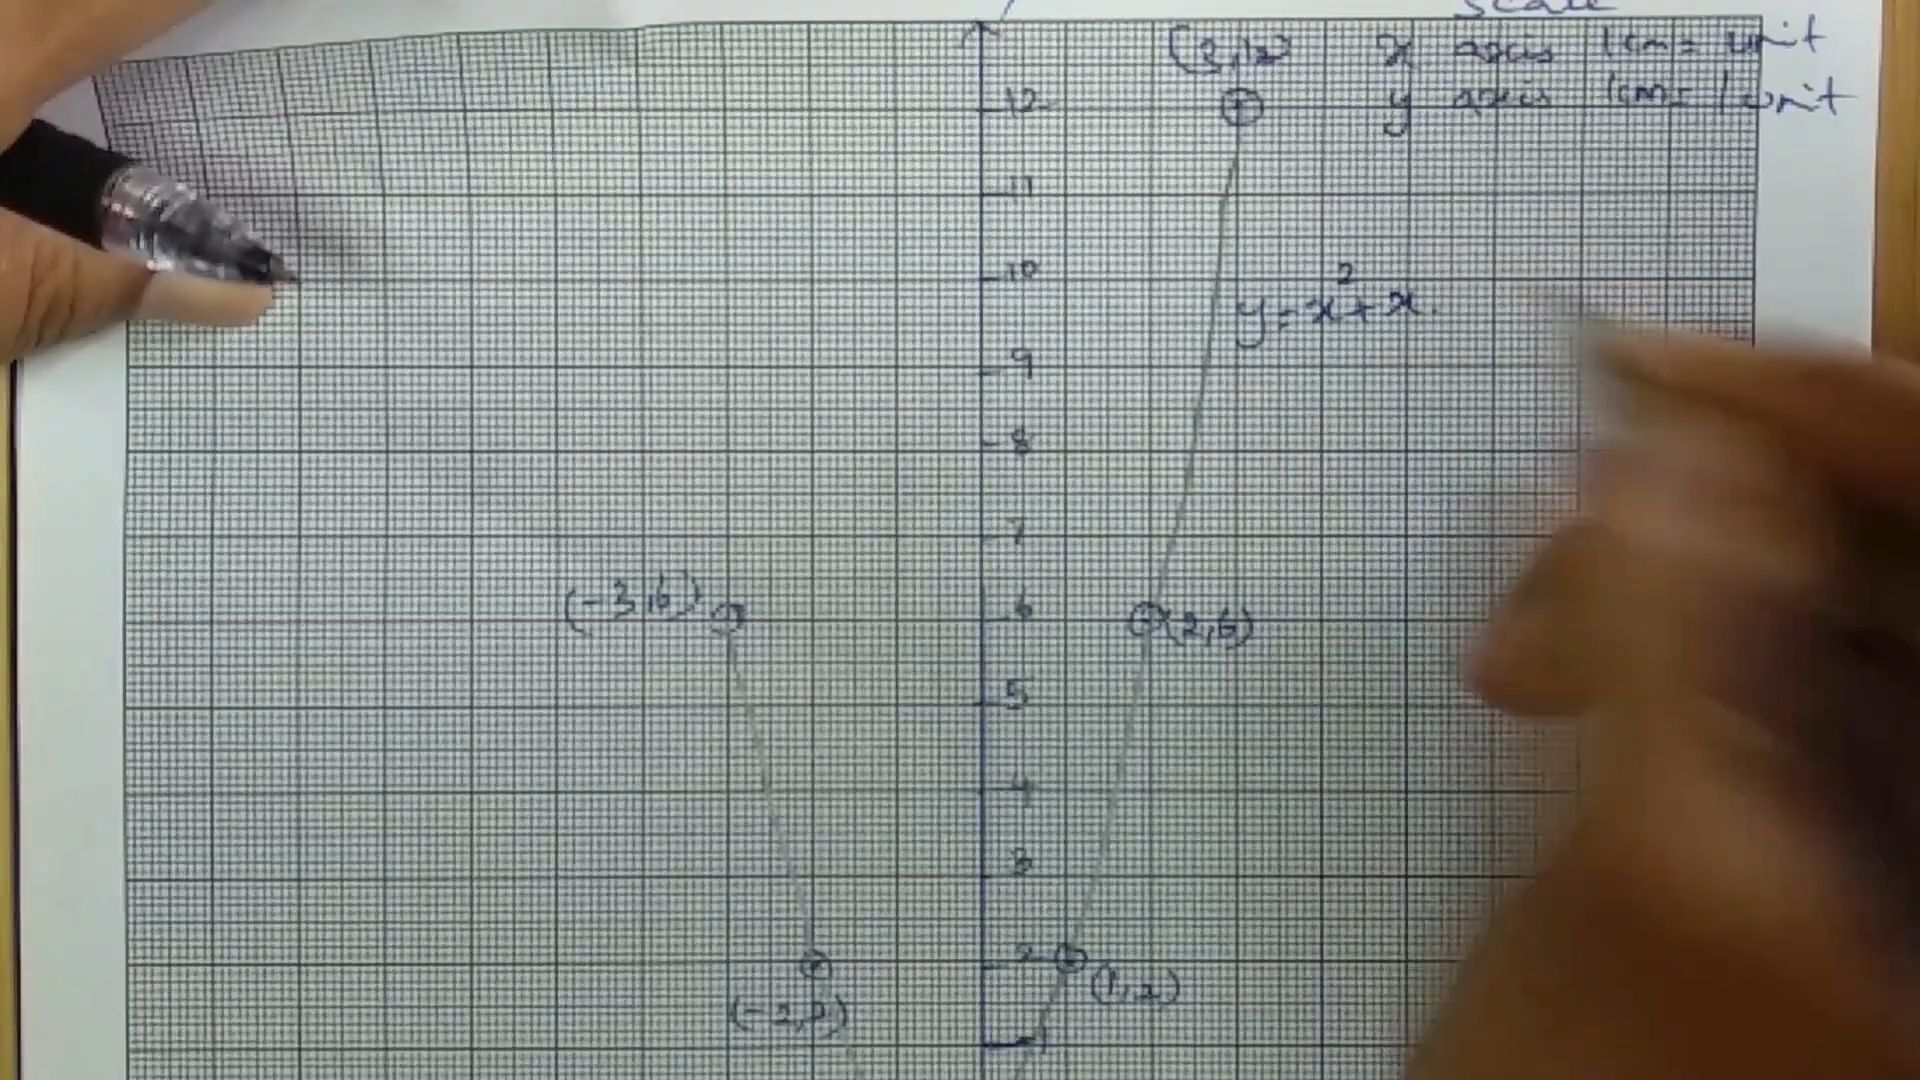 Scale
(3,12) x axis 1cm = 1 unit
12 y axis 1cm = 1 unit
11
10
y = x² + x.
9
8
7
(-3,6) 6 (2,6)
5
4
3
2 (1,2)
(-2,2)
1